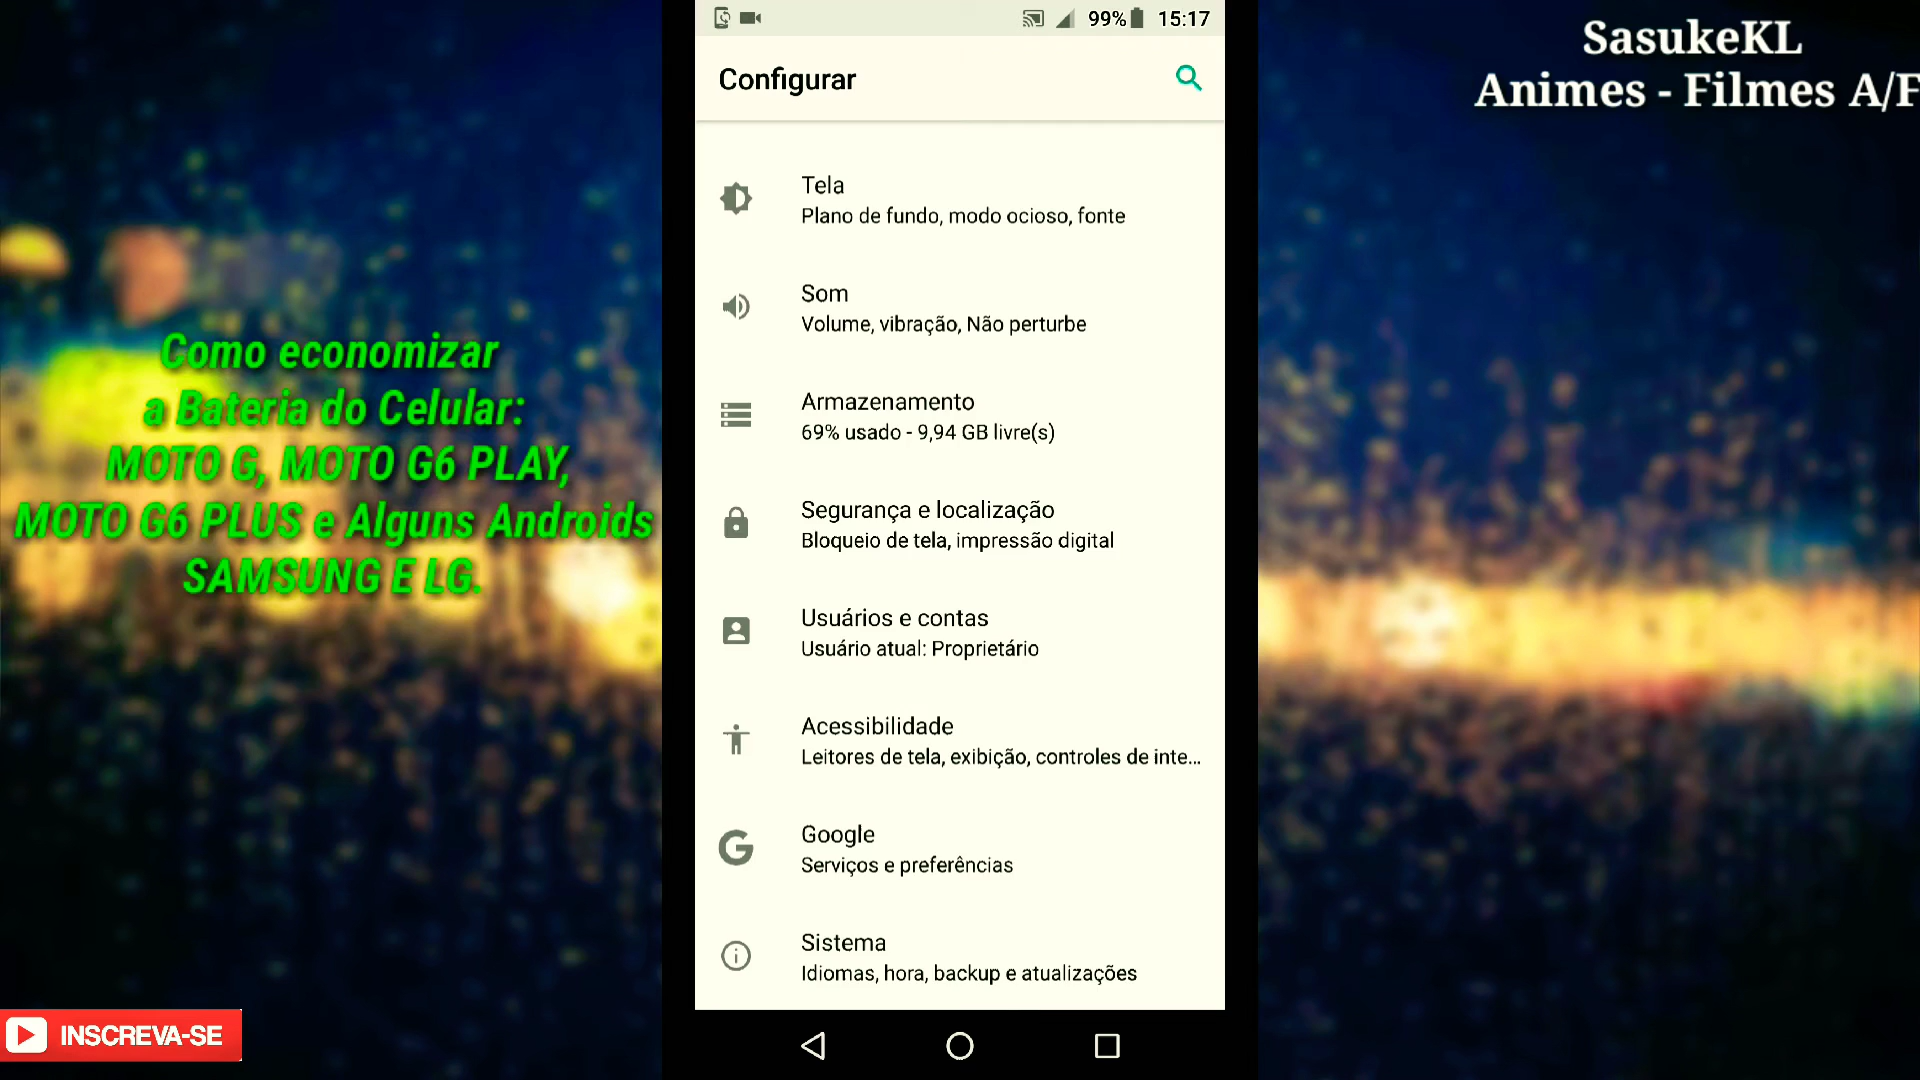 99% 15:17
Configurar
Tela
Plano de fundo, modo ocioso, fonte
Som
Volume, vibração, Não perturbe
Armazenamento
69% usado - 9,94 GB livre(s)
Segurança e localização
Bloqueio de tela, impressão digital
Usuários e contas
Usuário atual: Proprietário
Acessibilidade
Leitores de tela, exibição, controles de inte...
Google
Serviços e preferências
Sistema
Idiomas, hora, backup e atualizações
Como economizar
a Bateria do Celular:
MOTO G, MOTO G6 PLAY,
MOTO G6 PLUS e Alguns Androids
SAMSUNG E LG.
INSCREVA-SE
SasukeKL
Animes - Filmes A/F